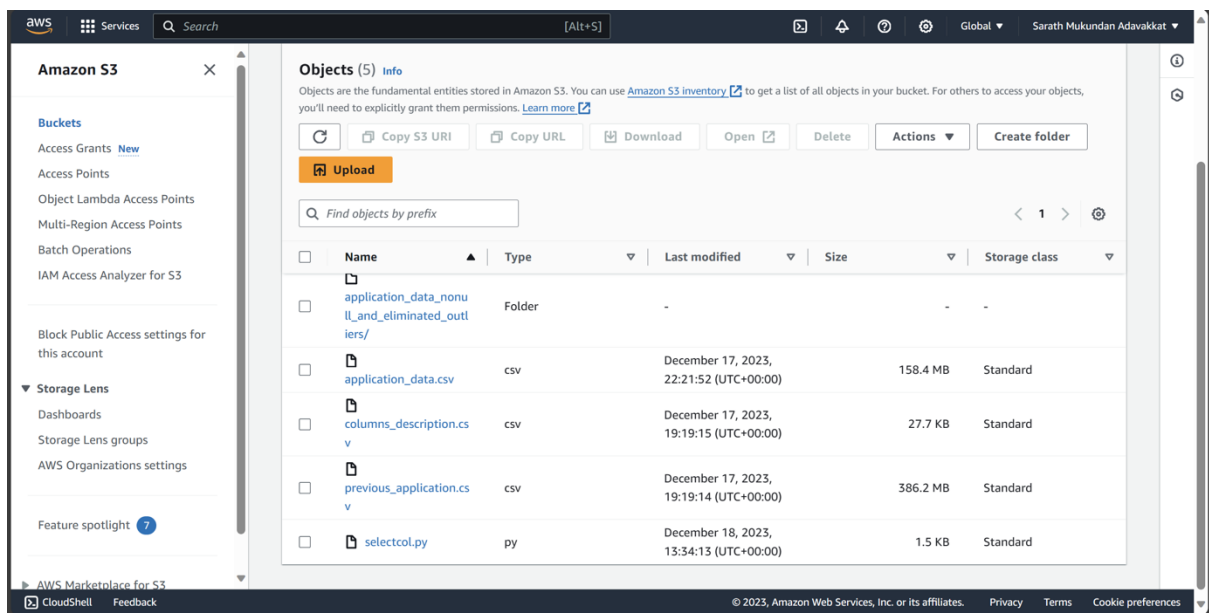 aws Services Search [Alt+S] Global Sarath Mukundan Adavakkat
Amazon S3
Buckets
Access Grants New
Access Points
Object Lambda Access Points
Multi-Region Access Points
Batch Operations
IAM Access Analyzer for S3
Block Public Access settings for
this account
Storage Lens
Dashboards
Storage Lens groups
AWS Organizations settings
Feature spotlight 7
AWS Marketplace for S3
Objects (5) Info
Objects are the fundamental entities stored in Amazon S3. You can use Amazon S3 inventory to get a list of all objects in your bucket. For others to access your objects,
you'll need to explicitly grant them permissions. Learn more
Copy S3 URI Copy URL Download Open Delete Actions Create folder
Upload
Find objects by prefix 1
Name Type Last modified Size Storage class
application_data_nonu
ll_and_eliminated_outl
iers/
Folder - - -
application_data.csv
csv
December 17, 2023,
22:21:52 (UTC+00:00)
158.4 MB Standard
columns_description.cs
v
csv
December 17, 2023,
19:19:15 (UTC+00:00)
27.7 KB Standard
previous_application.cs
v
csv
December 17, 2023,
19:19:14 (UTC+00:00)
386.2 MB Standard
selectcol.py
py
December 18, 2023,
13:34:13 (UTC+00:00)
1.5 KB Standard
CloudShell Feedback © 2023, Amazon Web Services, Inc. or its affiliates. Privacy Terms Cookie preferences